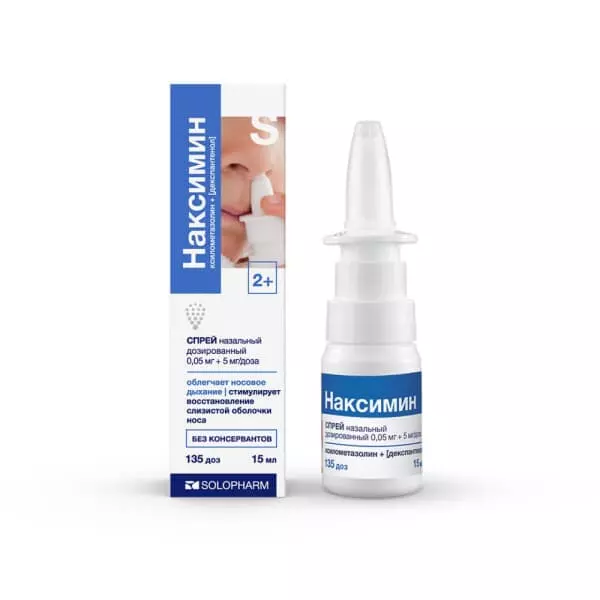 Наксимин
ксилометазолин + [декспантенол]
S
2+
СПРЕЙ назальный
дозированный
0,05 мг + 5 мг/доза
облегчает носовое
дыхание | стимулирует
восстановление
слизистой оболочки
носа
БЕЗ КОНСЕРВАНТОВ
135 доз 15 мл
SOLOPHARM
Наксимин
СПРЕЙ назальный
дозированный 0,05 мг + 5 мг/доза
ксилометазолин + [декспантенол]
135 доз 15 мл